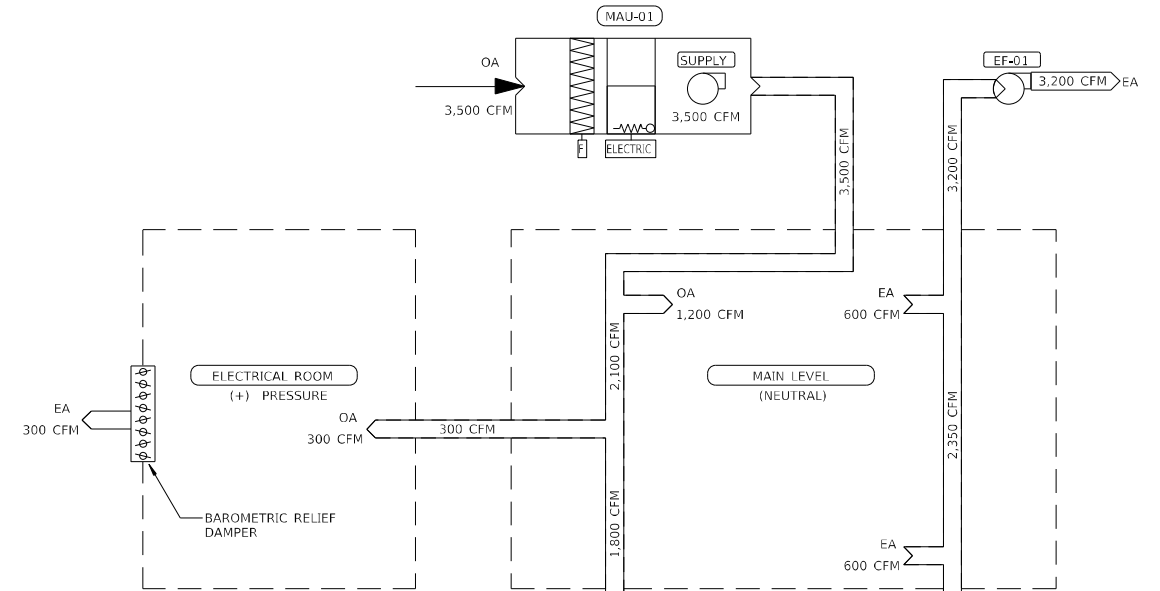 MAU-01
OA
SUPPLY
EF-01
3,200 CFM
EA
3,500 CFM
3,500 CFM
F
ELECTRIC
3,500 CFM
3,200 CFM
OA
1,200 CFM
EA
600 CFM
2,100 CFM
ELECTRICAL ROOM
(+) PRESSURE
MAIN LEVEL
(NEUTRAL)
EA
300 CFM
OA
300 CFM
300 CFM
2,350 CFM
BAROMETRIC RELIEF
DAMPER
1,800 CFM
EA
600 CFM